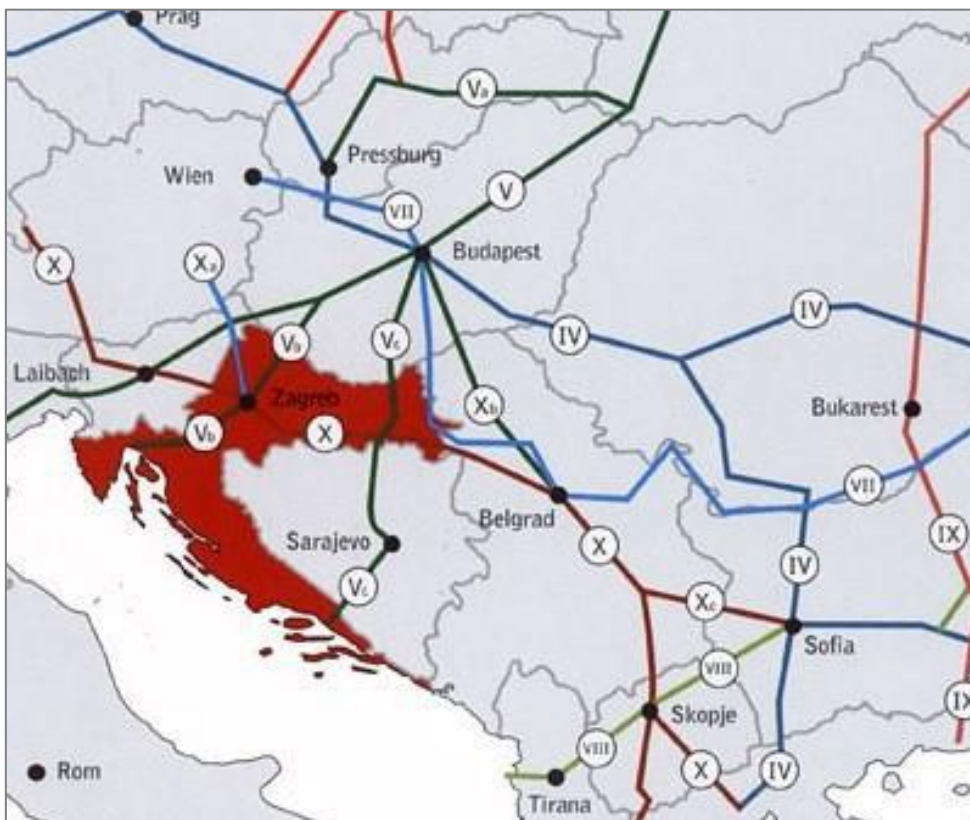 Prag
Va
Pressburg
Wien
V
VII
Budapest
X
Xa
IV
IV
Vb
Vc
Laibach
Zagreb
Xb
Bukarest
Vb
X
VII
Belgrad
Sarajevo
X
IX
IV
Vc
Xc
Sofia
VIII
IX
Skopje
VIII
X
IV
Rom
Tirana